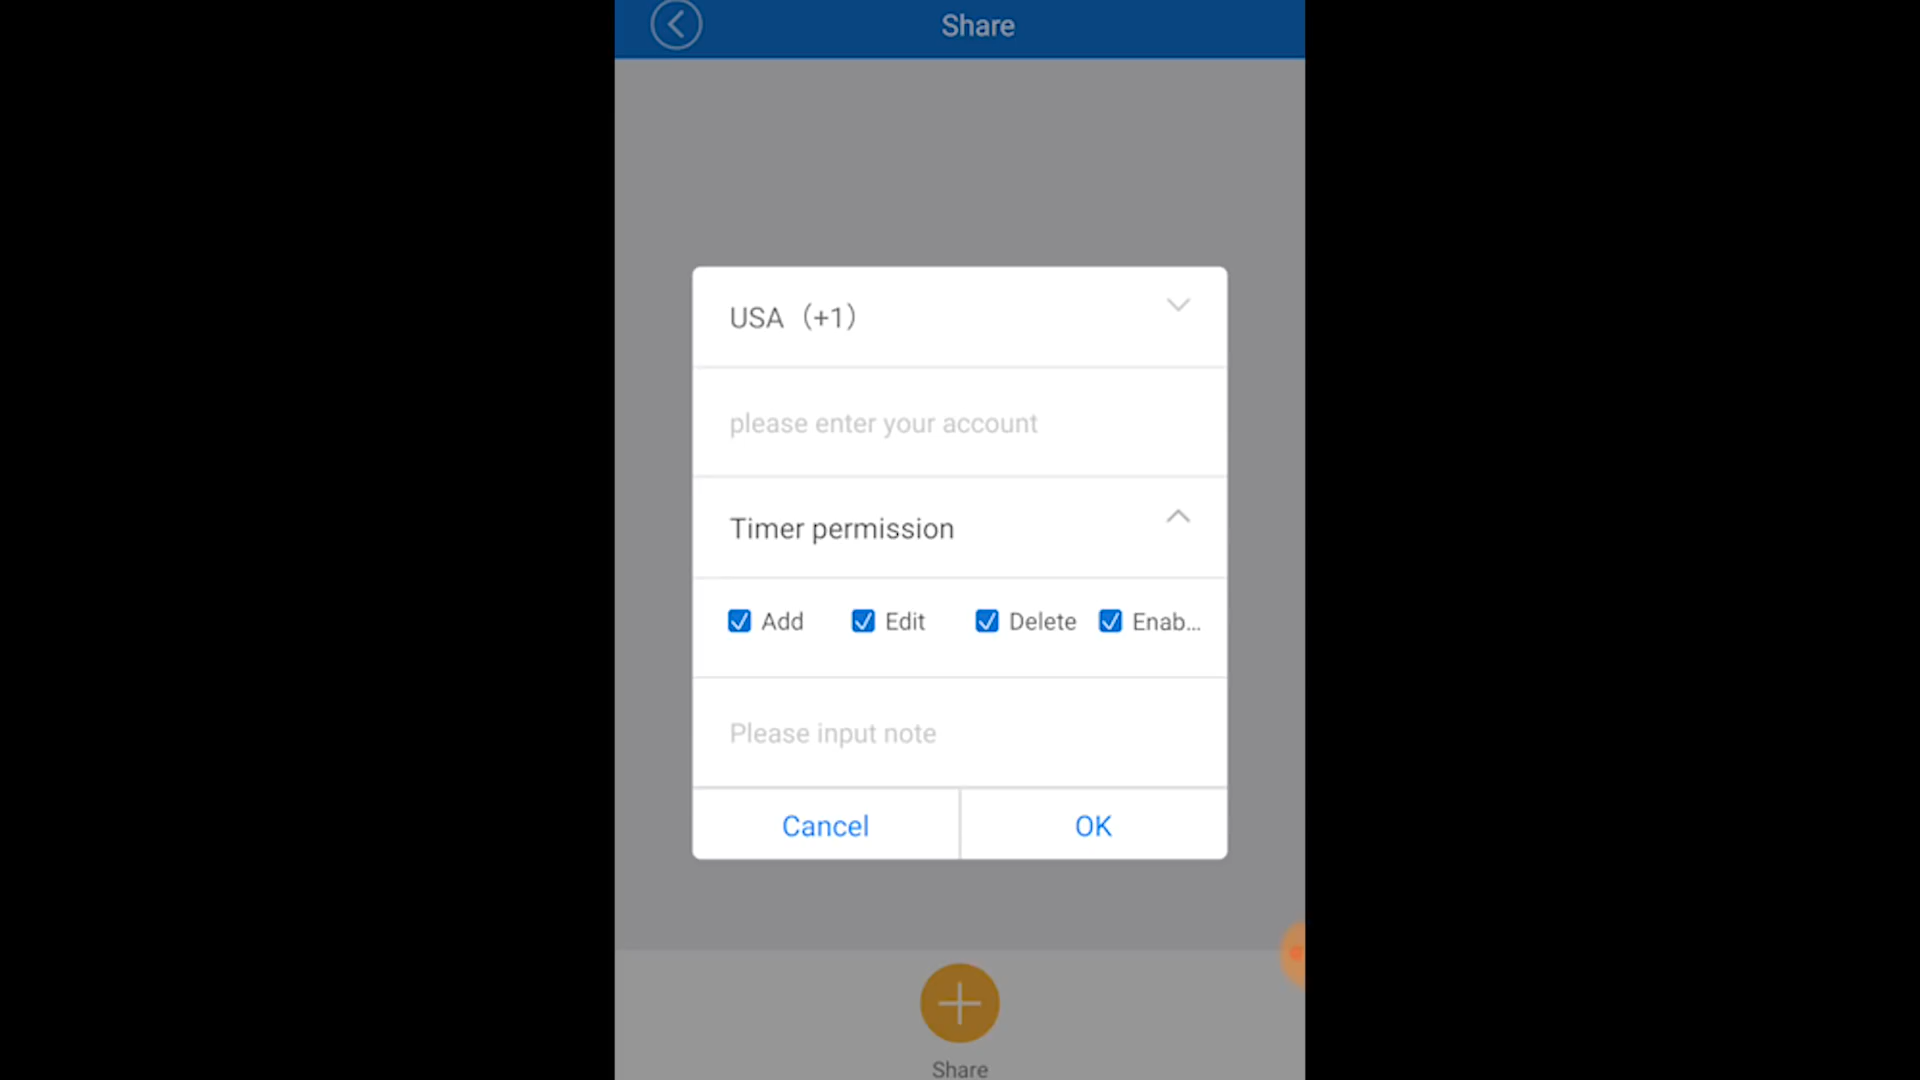 Share
USA（+1）
please enter your account
Timer permission
Add Edit Delete Enab...
Please input note
Cancel OK
Share